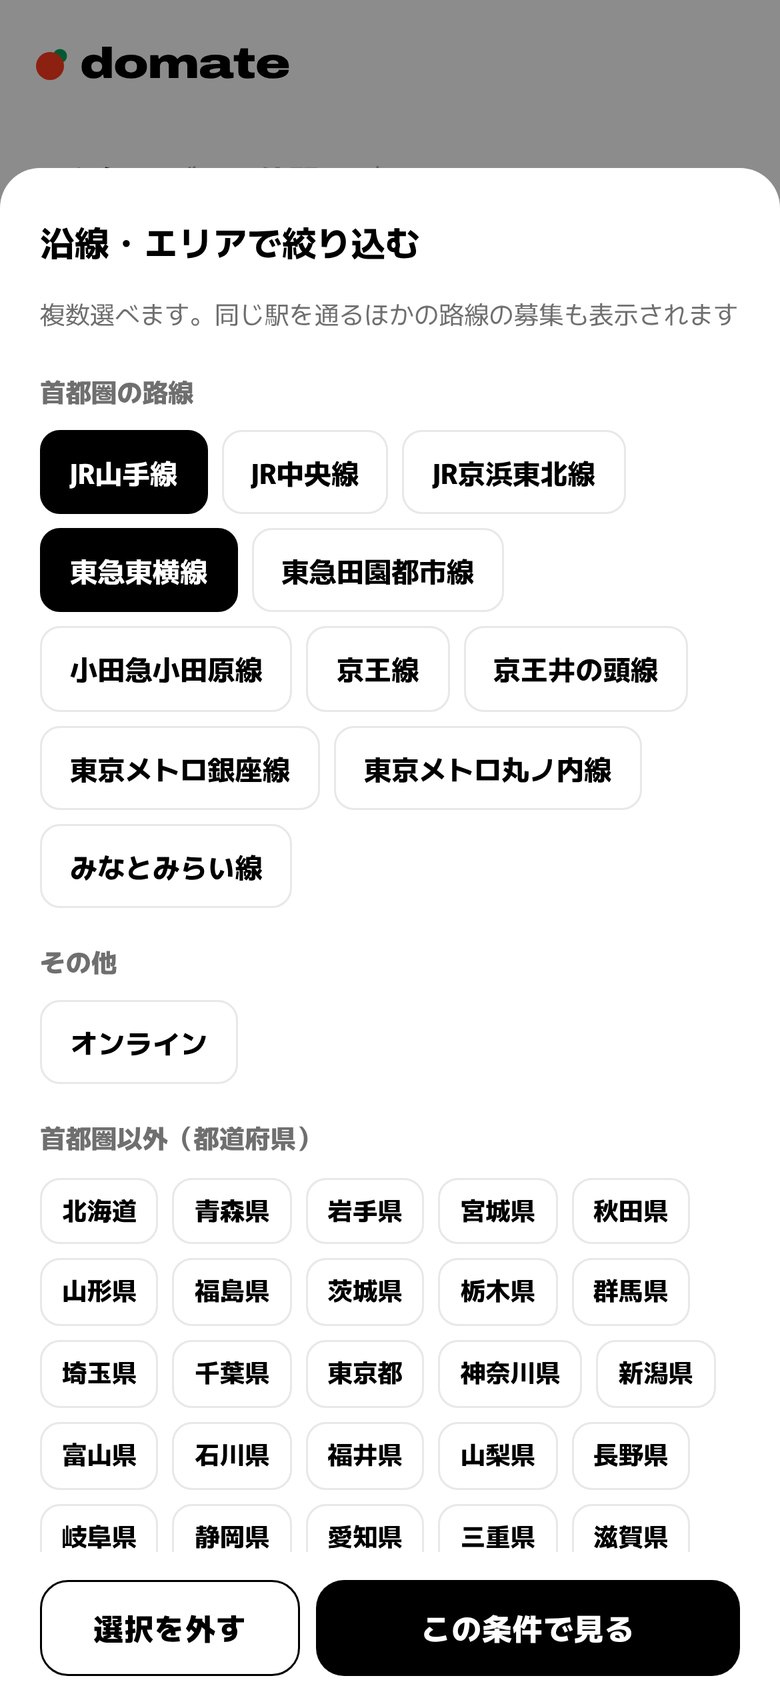 domate
沿線・エリアで絞り込む
複数選べます。同じ駅を通るほかの路線の募集も表示されます
首都圏の路線
JR山手線 JR中央線 JR京浜東北線
東急東横線 東急田園都市線
小田急小田原線 京王線 京王井の頭線
東京メトロ銀座線 東京メトロ丸ノ内線
みなとみらい線
その他
オンライン
首都圏以外（都道府県）
北海道 青森県 岩手県 宮城県 秋田県
山形県 福島県 茨城県 栃木県 群馬県
埼玉県 千葉県 東京都 神奈川県 新潟県
富山県 石川県 福井県 山梨県 長野県
岐阜県 静岡県 愛知県 三重県 滋賀県
選択を外す この条件で見る